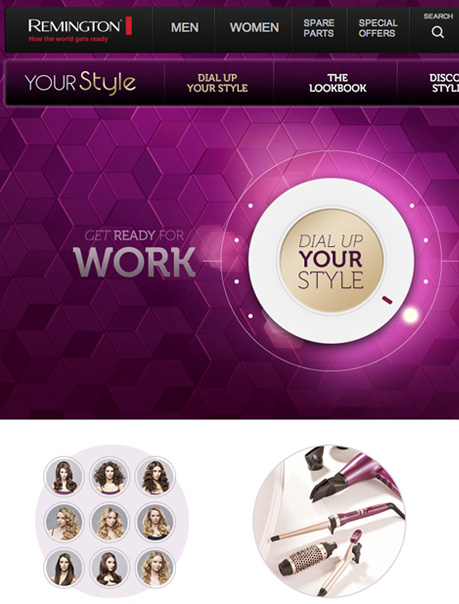 REMINGTON®
How the world gets ready
MEN
WOMEN
SPARE
PARTS
SPECIAL
OFFERS
SEARCH
YOUR Style
DIAL UP
YOUR STYLE
THE
LOOKBOOK
DISCO
STYL
GET READY FOR
WORK
DIAL UP
YOUR
STYLE